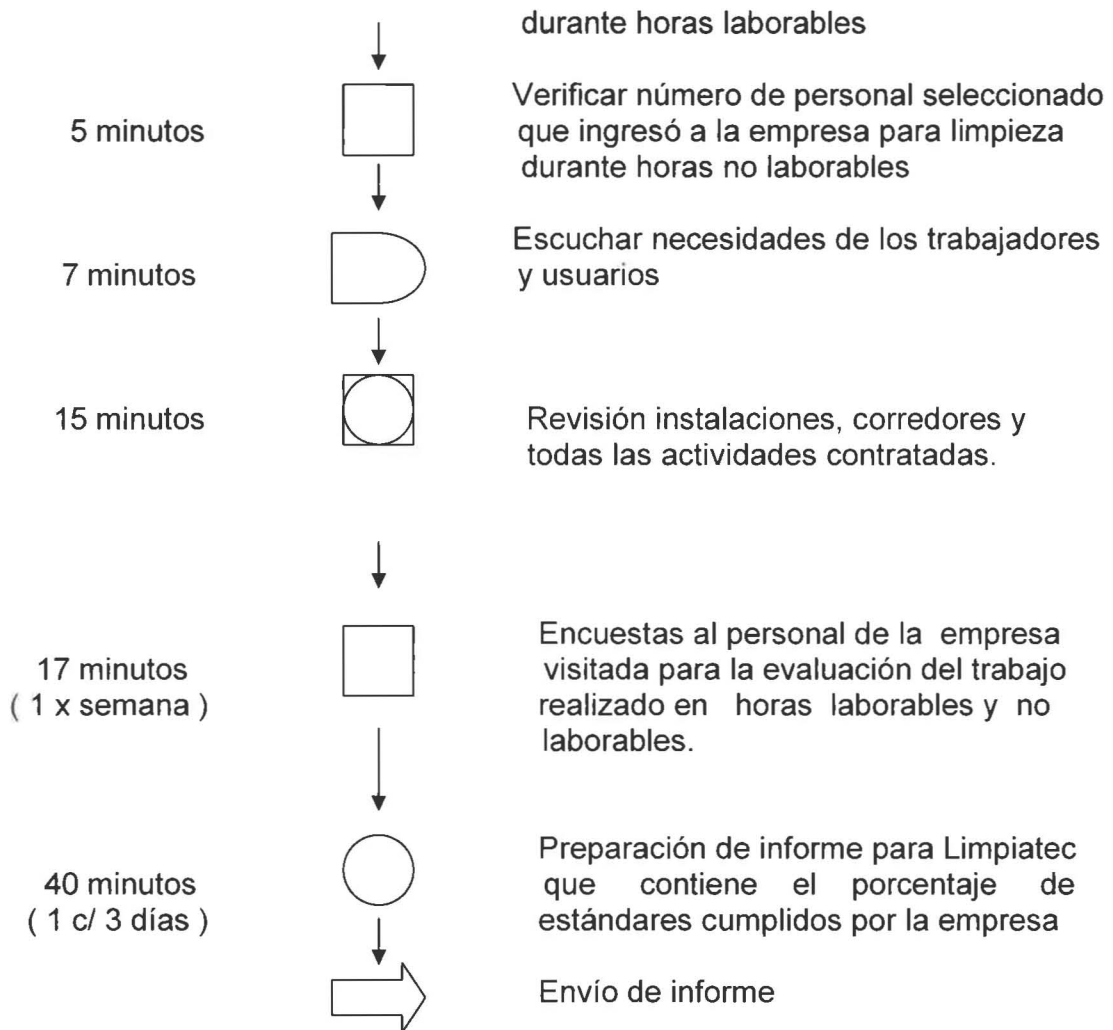 durante horas laborables
5 minutos
Verificar número de personal seleccionado
que ingresó a la empresa para limpieza
durante horas no laborables
7 minutos
Escuchar necesidades de los trabajadores
y usuarios
15 minutos
Revisión instalaciones, corredores y
todas las actividades contratadas.
17 minutos
( 1 x semana )
Encuestas al personal de la empresa
visitada para la evaluación del trabajo
realizado en horas laborables y no
laborables.
40 minutos
( 1 c/ 3 días )
Preparación de informe para Limpiatec
que contiene el porcentaje de
estándares cumplidos por la empresa
Envío de informe